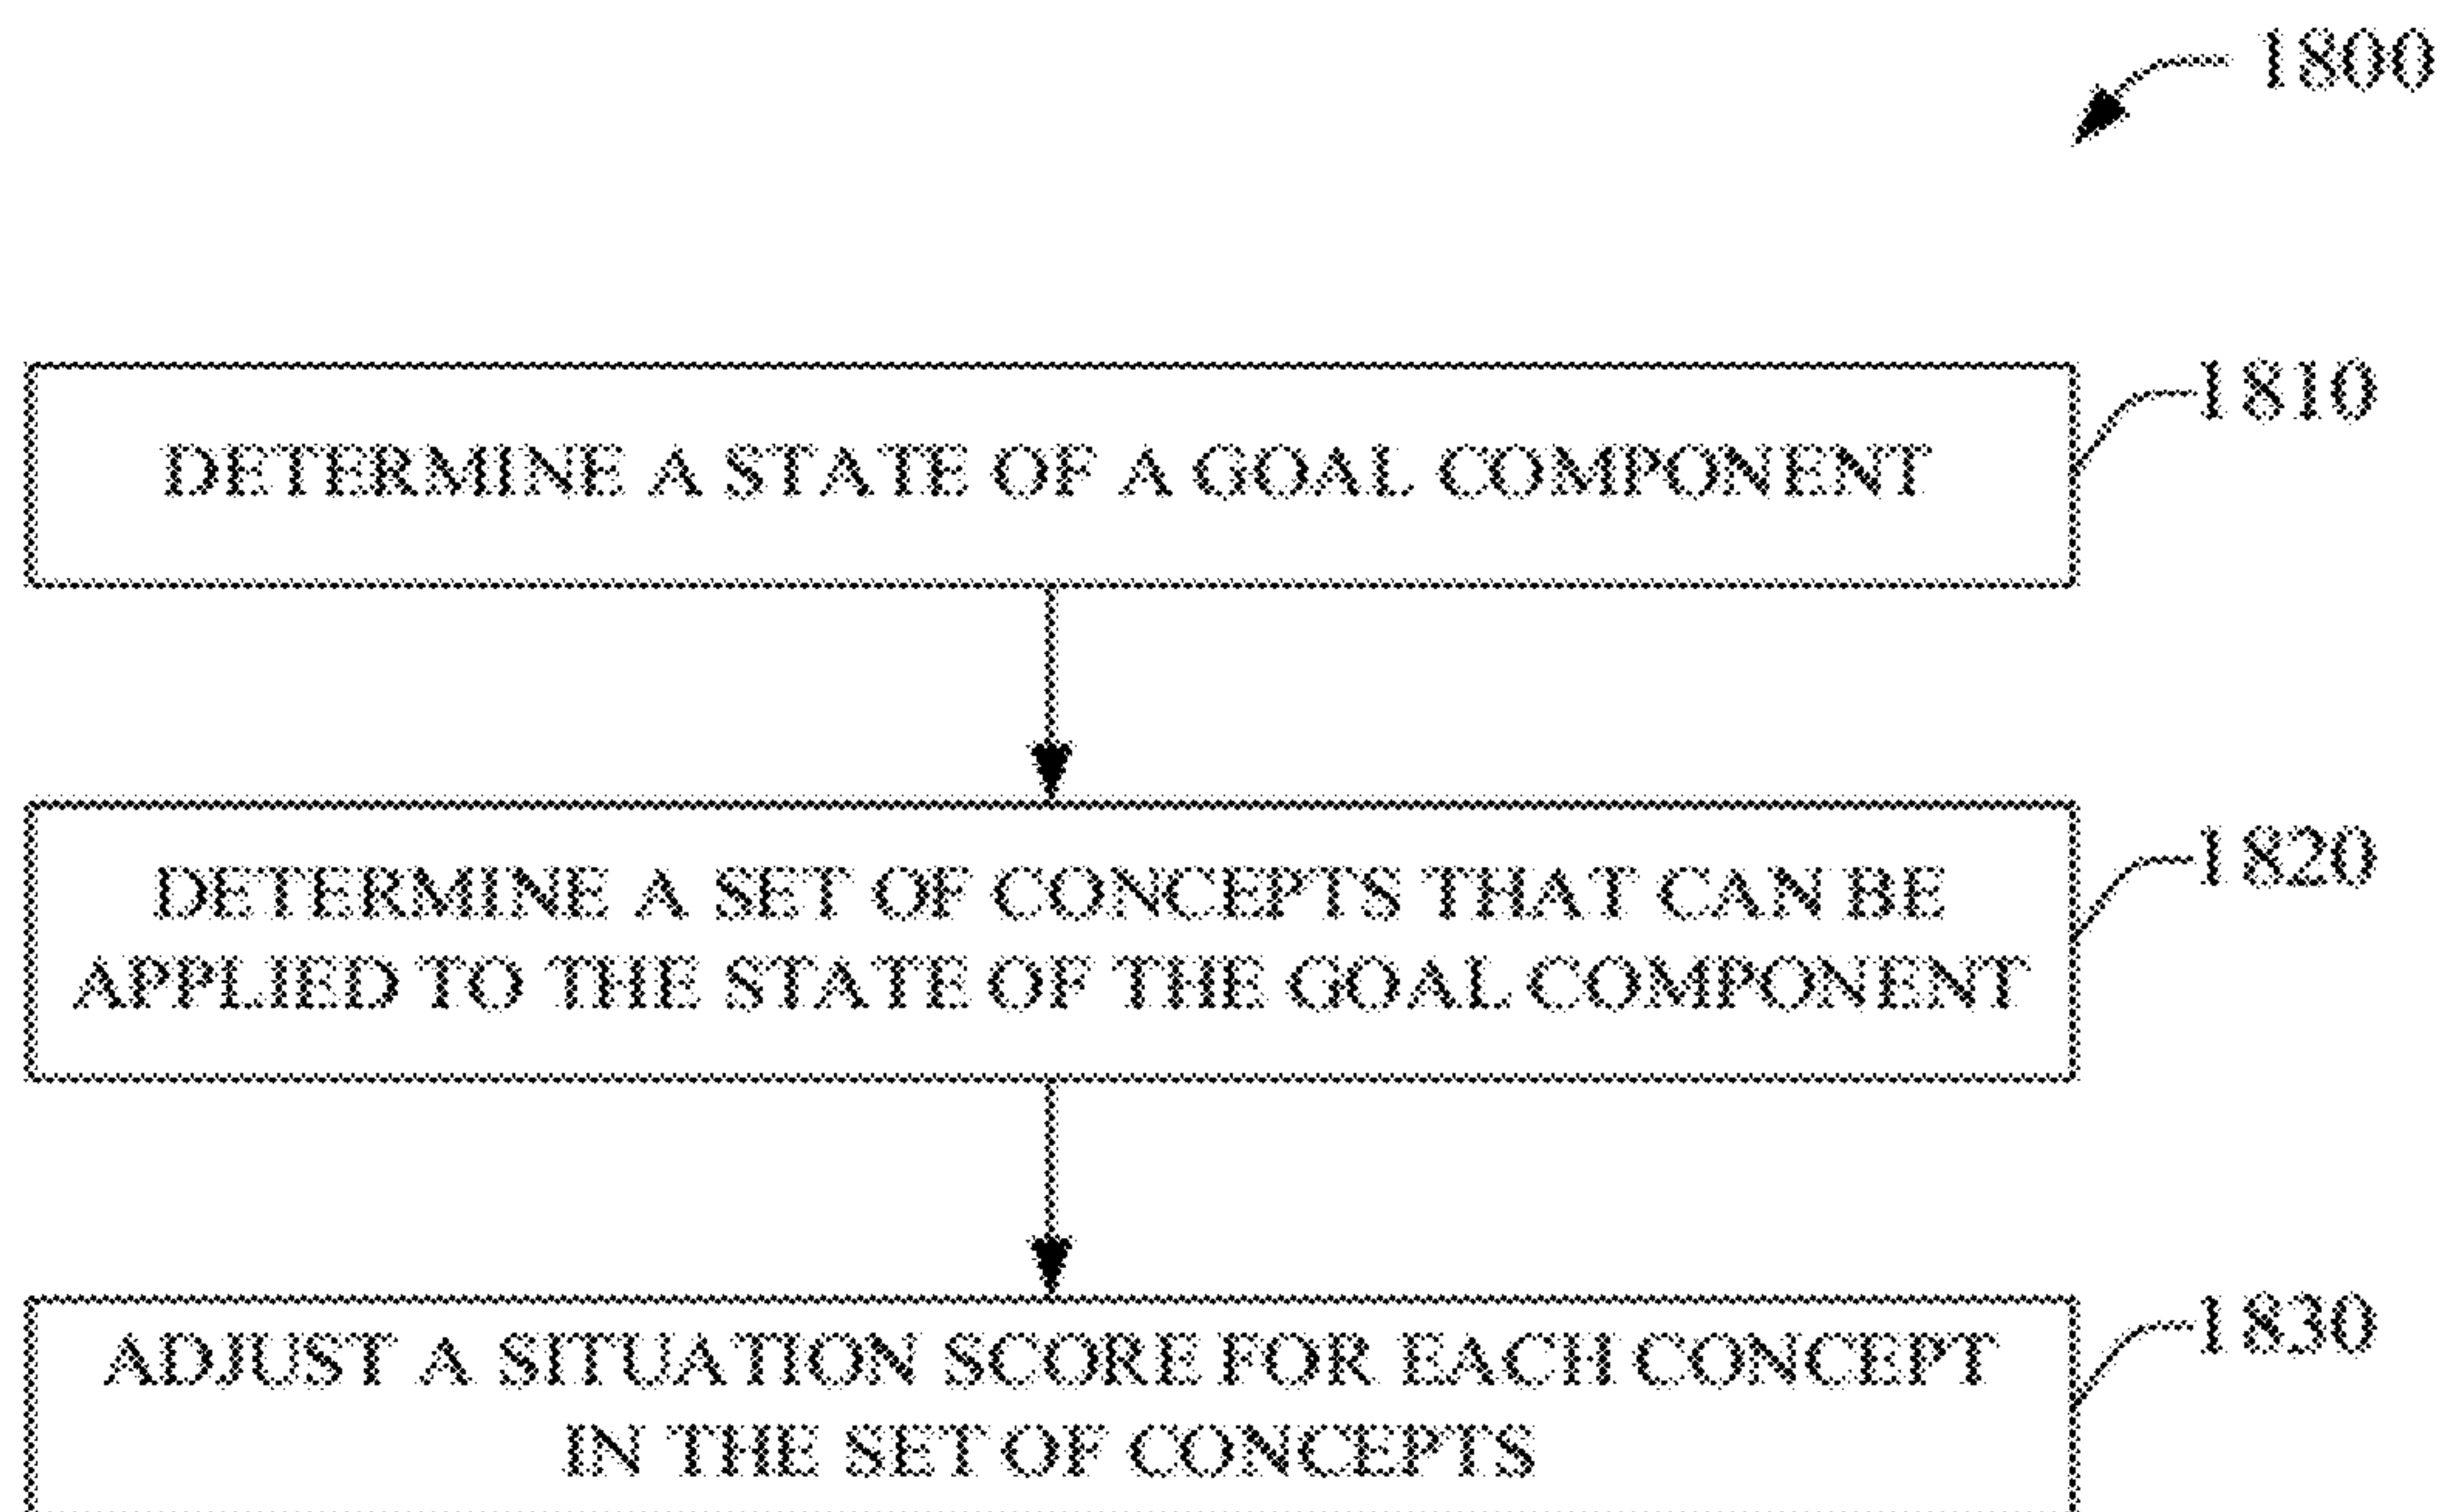 1800
DETERMINE A STATE OF A GOAL COMPONENT
1810
DETERMINE A SET OF CONCEPTS THAT CAN BE
APPLIED TO THE STATE OF THE GOAL COMPONENT
1820
ADJUST A SITUATION SCORE FOR EACH CONCEPT
IN THE SET OF CONCEPTS
1830